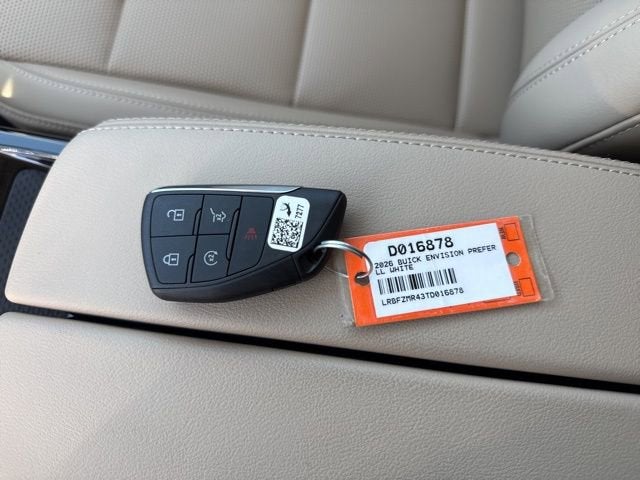 7277
D016878
2026 BUICK ENVISION PREFER
LL WHITE
LRBFZMR43TD016878